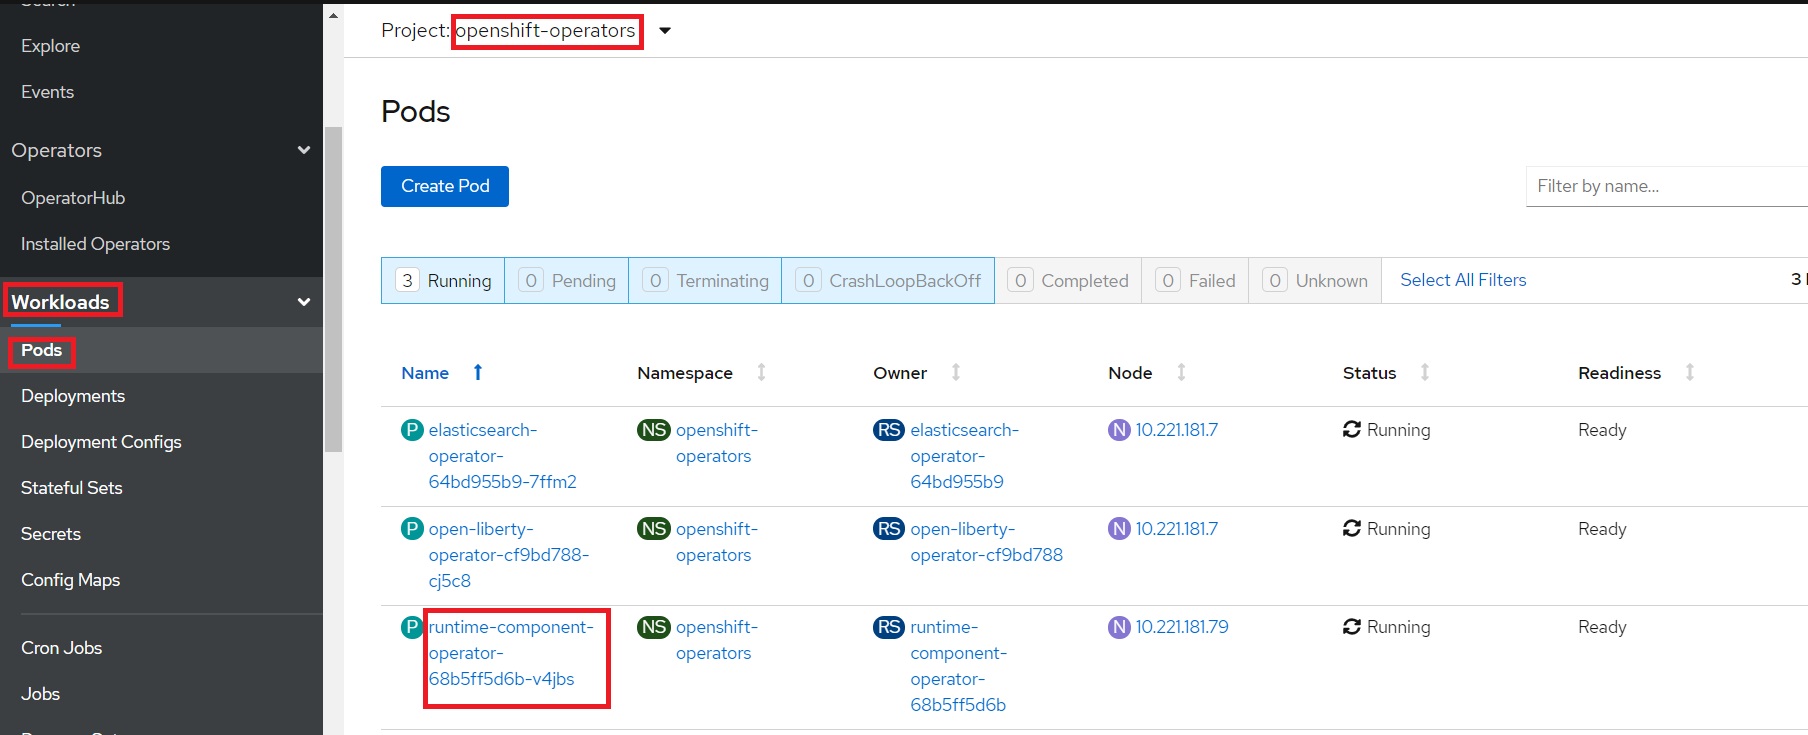 Search
Explore
Events
Operators
OperatorHub
Installed Operators
Workloads
Pods
Deployments
Deployment Configs
Stateful Sets
Secrets
Config Maps
Cron Jobs
Jobs
Project: openshift-operators
Pods
Create Pod
Filter by name...
3 Running 0 Pending 0 Terminating 0 CrashLoopBackOff 0 Completed 0 Failed 0 Unknown Select All Filters 3
Name Namespace Owner Node Status Readiness
P elasticsearch- NS openshift- RS elasticsearch- N 10.221.181.7 Running Ready
operator- operators operator-
64bd955b9-7ffm2 64bd955b9
P open-liberty- NS openshift- RS open-liberty- N 10.221.181.7 Running Ready
operator-cf9bd788- operators operator-cf9bd788
cj5c8
P runtime-component- NS openshift- RS runtime- N 10.221.181.79 Running Ready
operator- operators component-
68b5ff5d6b-v4jbs operator-
68b5ff5d6b